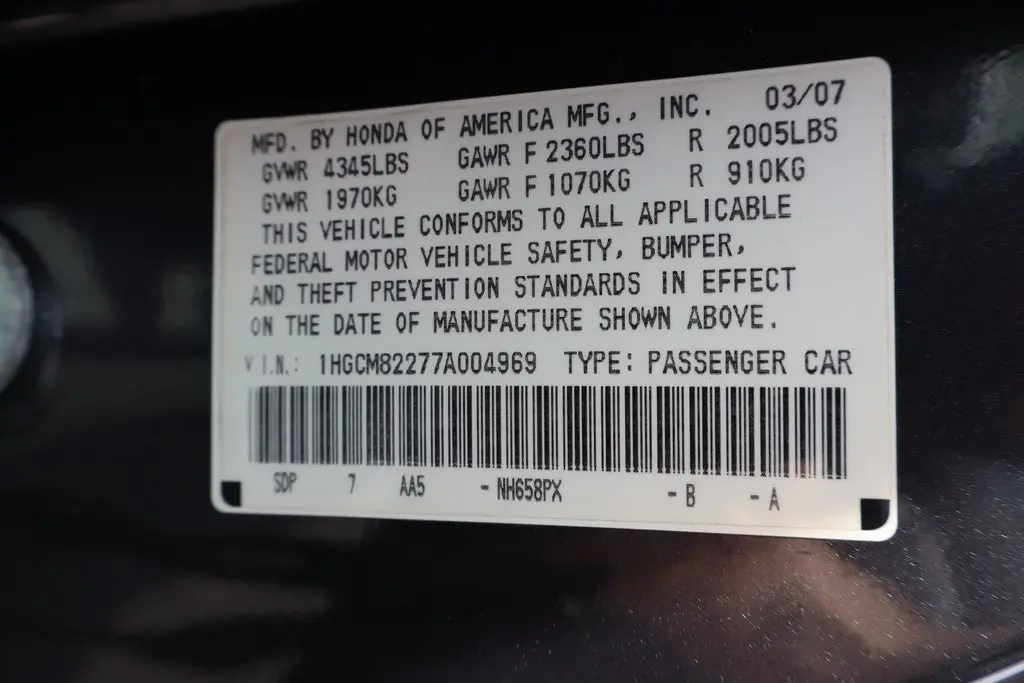 MFD. BY HONDA OF AMERICA MFG., INC. 03/07
GVWR 4345LBS GAWR F 2360LBS R 2005LBS
GVWR 1970KG GAWR F 1070KG R 910KG
THIS VEHICLE CONFORMS TO ALL APPLICABLE
FEDERAL MOTOR VEHICLE SAFETY, BUMPER,
AND THEFT PREVENTION STANDARDS IN EFFECT
ON THE DATE OF MANUFACTURE SHOWN ABOVE.
V I.N.: 1HGCM82277A004969 TYPE: PASSENGER CAR
SDP 7 AA5 -NH658PX -B -A